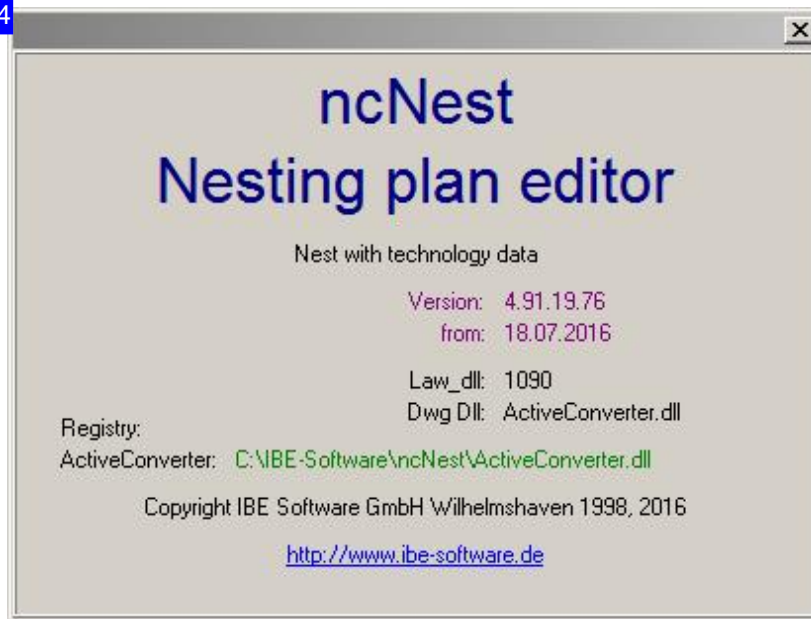 4
ncNest
Nesting plan editor
Nest with technology data
Version: 4.91.19.76
from: 18.07.2016
Law_dll: 1090
Dwg Dll: ActiveConverter.dll
Registry:
ActiveConverter: C:\IBE-Software\ncNest\ActiveConverter.dll
Copyright IBE Software GmbH Wilhelmshaven 1998, 2016
http://www.ibe-software.de